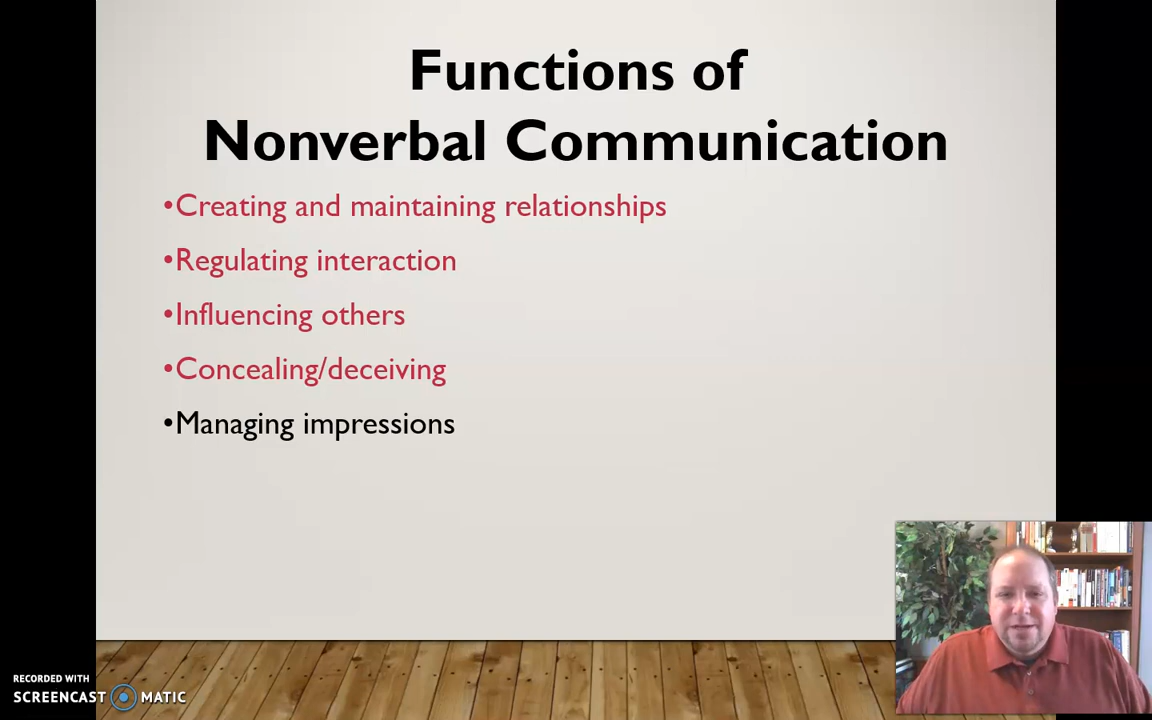 Functions of
Nonverbal Communication
•Creating and maintaining relationships
•Regulating interaction
•Influencing others
•Concealing/deceiving
•Managing impressions
RECORDED WITH
SCREENCAST MATIC